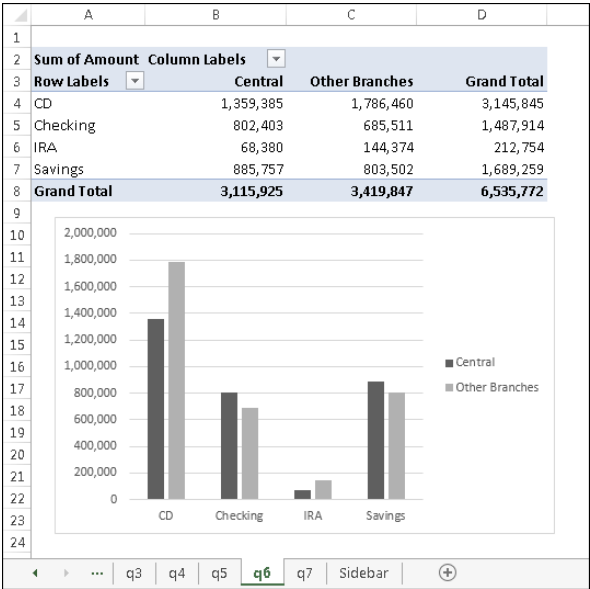 A B C D
1
2 Sum of Amount Column Labels
3 Row Labels Central Other Branches Grand Total
4 CD 1,359,385 1,786,460 3,145,845
5 Checking 802,403 685,511 1,487,914
6 IRA 68,380 144,374 212,754
7 Savings 885,757 803,502 1,689,259
8 Grand Total 3,115,925 3,419,847 6,535,772
9
10 2,000,000
11 1,800,000
12 1,600,000
13
14 1,400,000
15 1,200,000
16 1,000,000 Central
17 800,000 Other Branches
18 600,000
19
20 400,000
21 200,000
22 0
23 CD Checking IRA Savings
24
... q3 q4 q5 q6 q7 Sidebar